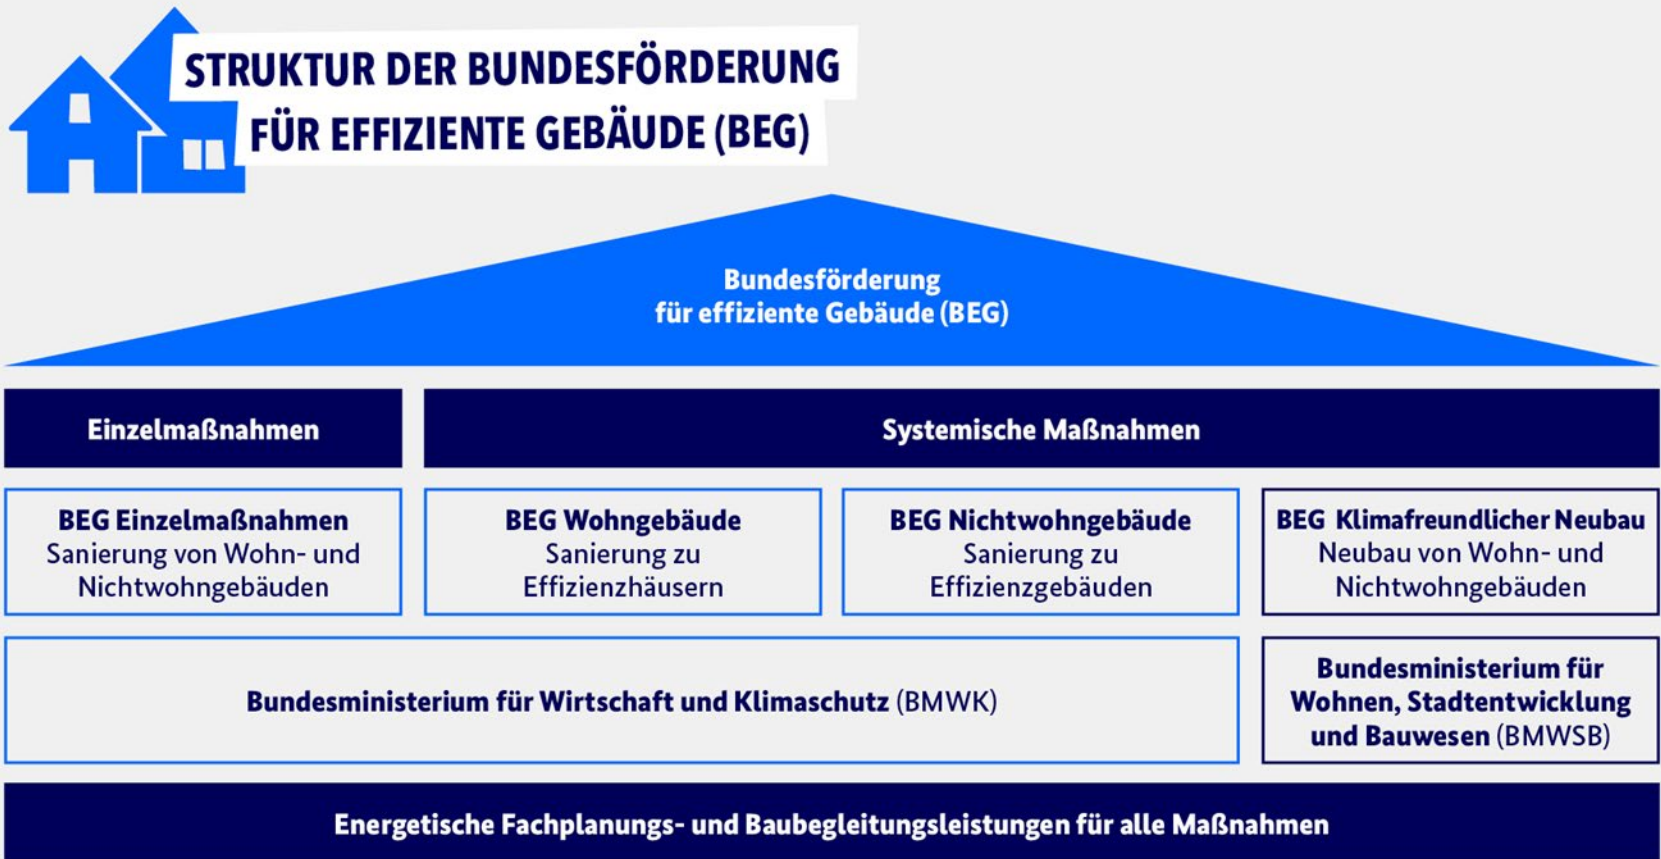 STRUKTUR DER BUNDESFÖRDERUNG
FÜR EFFIZIENTE GEBÄUDE (BEG)
Bundesförderung
für effiziente Gebäude (BEG)
Einzelmaßnahmen
Systemische Maßnahmen
BEG Einzelmaßnahmen
Sanierung von Wohn- und
Nichtwohngebäuden
BEG Wohngebäude
Sanierung zu
Effizienzhäusern
BEG Nichtwohngebäude
Sanierung zu
Effizienzgebäuden
BEG Klimafreundlicher Neubau
Neubau von Wohn- und
Nichtwohngebäuden
Bundesministerium für Wirtschaft und Klimaschutz (BMWK)
Bundesministerium für
Wohnen, Stadtentwicklung
und Bauwesen (BMWSB)
Energetische Fachplanungs- und Baubegleitungsleistungen für alle Maßnahmen